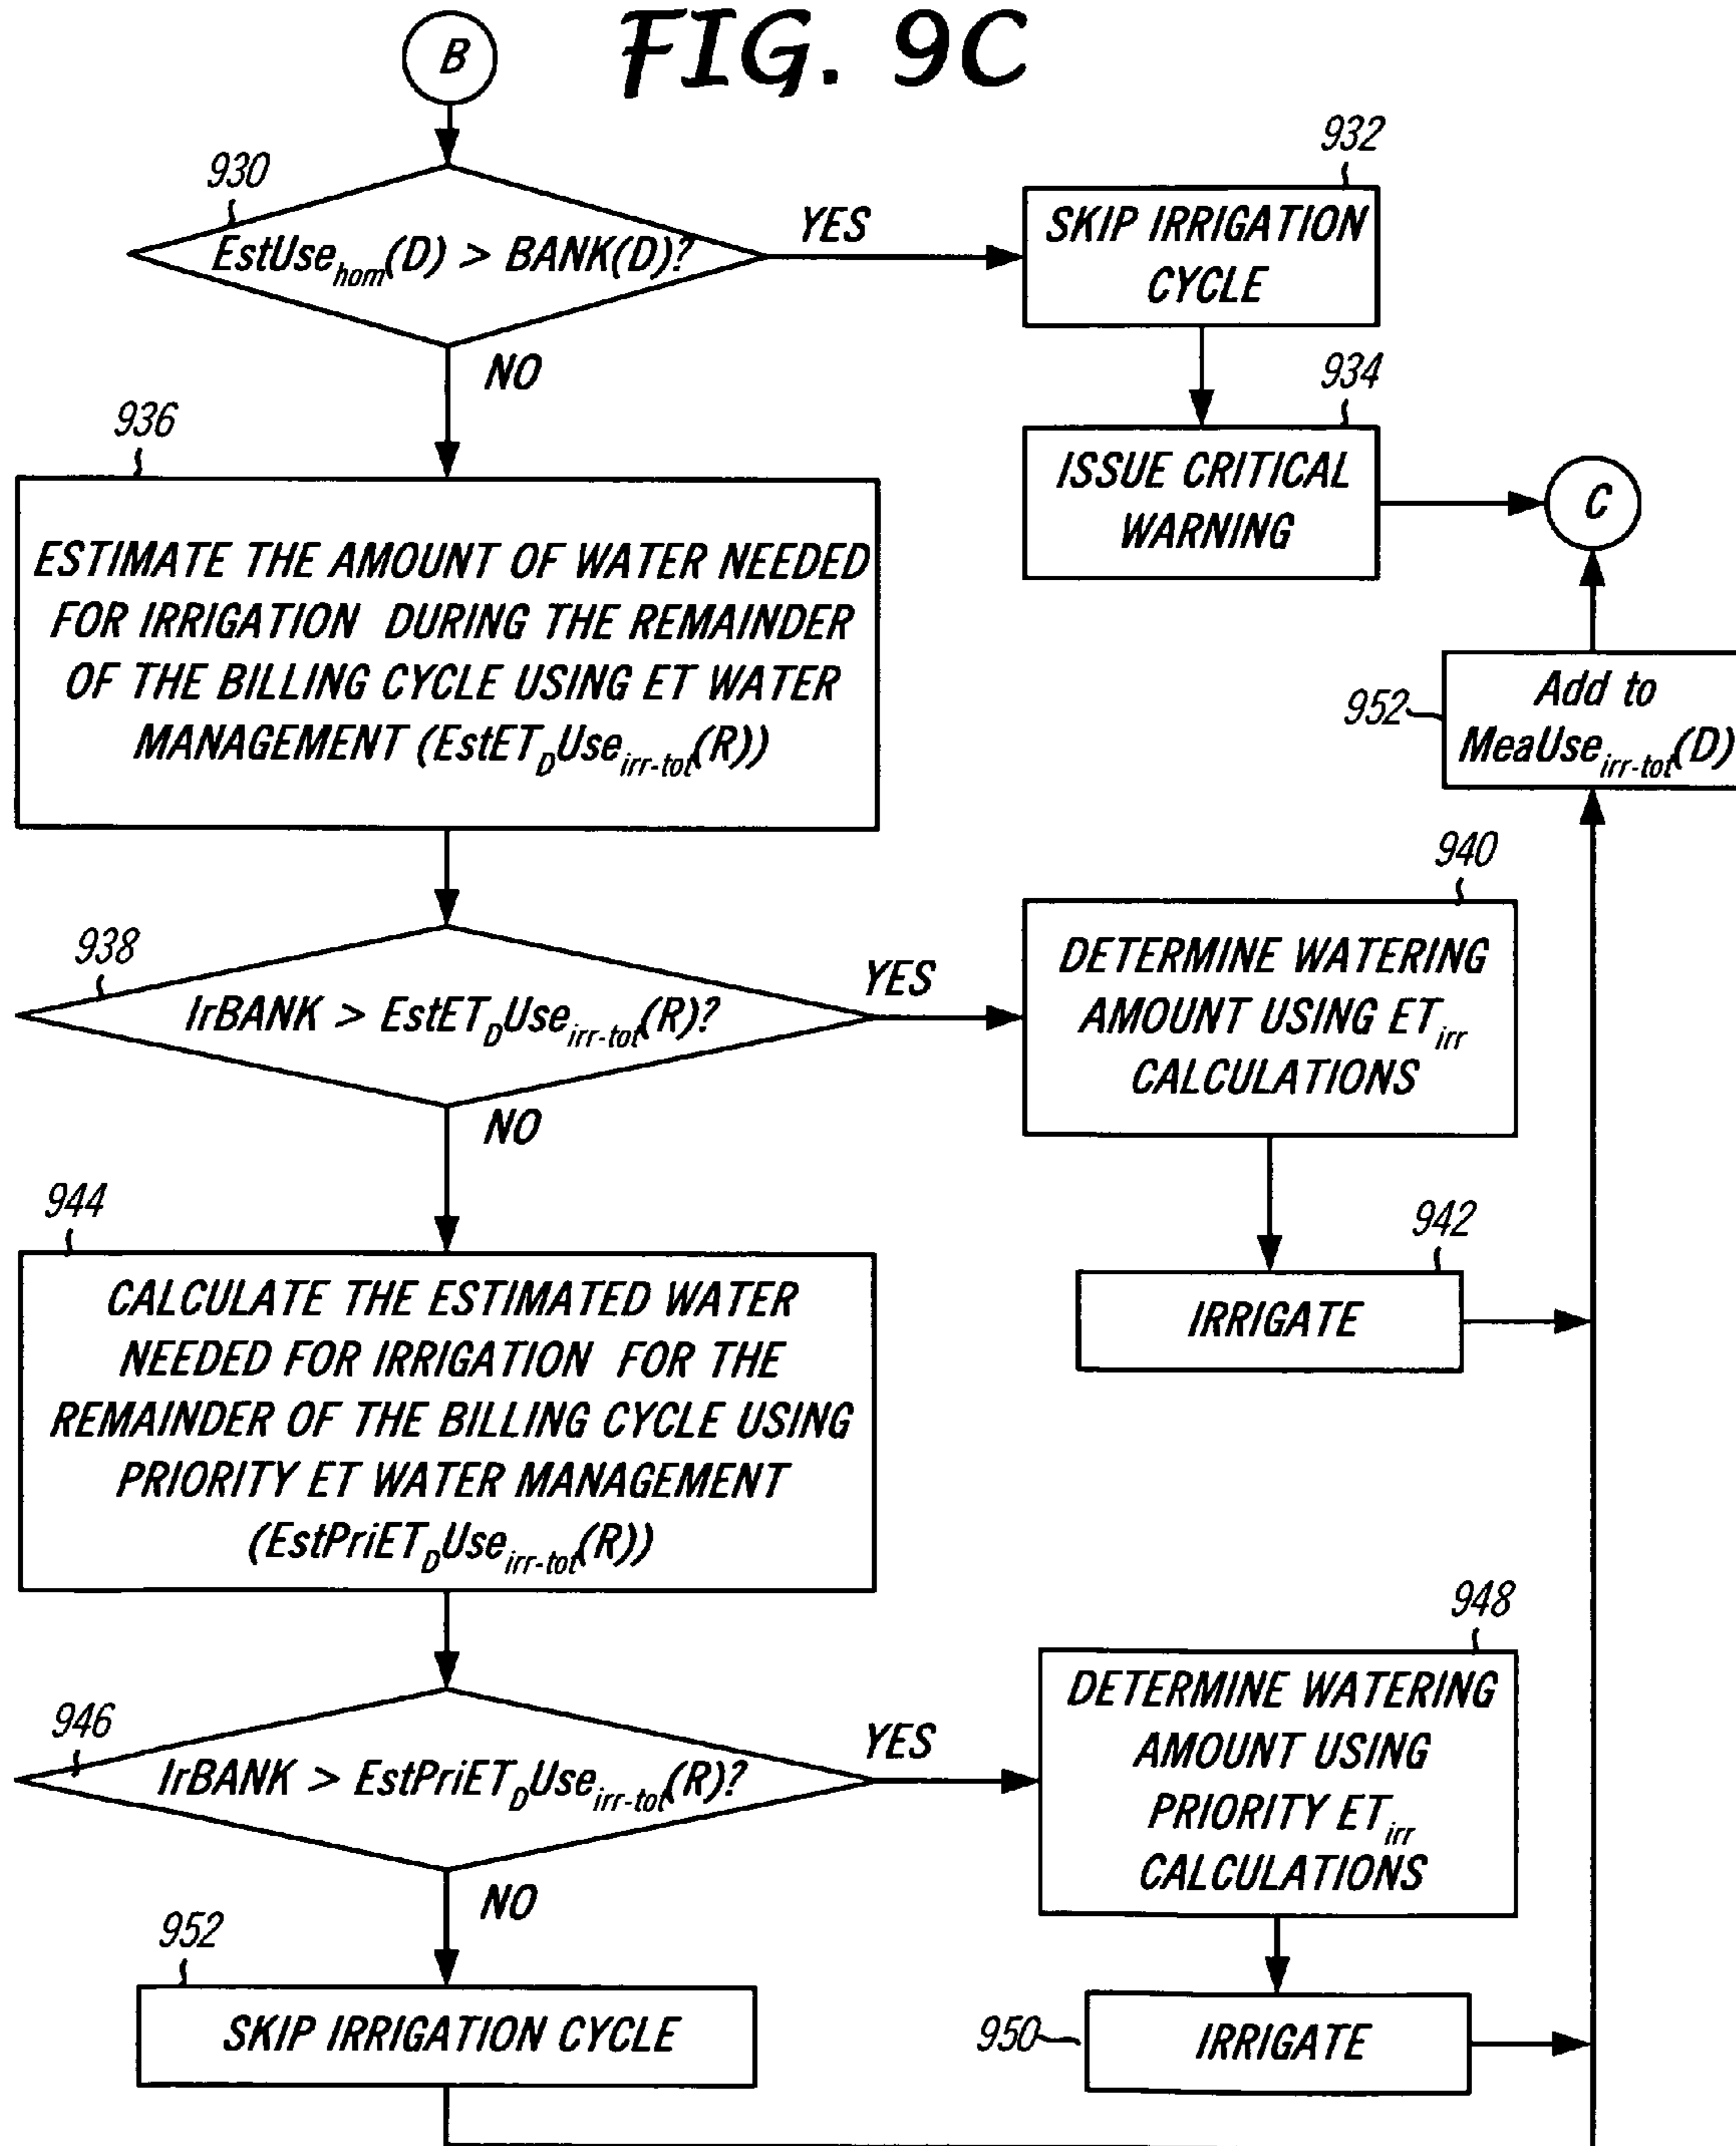 FIG. 9C
B
930
EstUse_hom(D) > BANK(D)?
YES
932
SKIP IRRIGATION
CYCLE
NO
934
ISSUE CRITICAL
WARNING
C
936
ESTIMATE THE AMOUNT OF WATER NEEDED
FOR IRRIGATION DURING THE REMAINDER
OF THE BILLING CYCLE USING ET WATER
MANAGEMENT (EstET_DUse_irr-tot(R))
952
Add to
MeaUse_irr-tot(D)
938
IrBANK > EstET_DUse_irr-tot(R)?
YES
940
DETERMINE WATERING
AMOUNT USING ET_irr
CALCULATIONS
NO
942
IRRIGATE
944
CALCULATE THE ESTIMATED WATER
NEEDED FOR IRRIGATION FOR THE
REMAINDER OF THE BILLING CYCLE USING
PRIORITY ET WATER MANAGEMENT
(EstPriET_DUse_irr-tot(R))
946
IrBANK > EstPriET_DUse_irr-tot(R)?
YES
948
DETERMINE WATERING
AMOUNT USING
PRIORITY ET_irr
CALCULATIONS
NO
952
SKIP IRRIGATION CYCLE
950
IRRIGATE